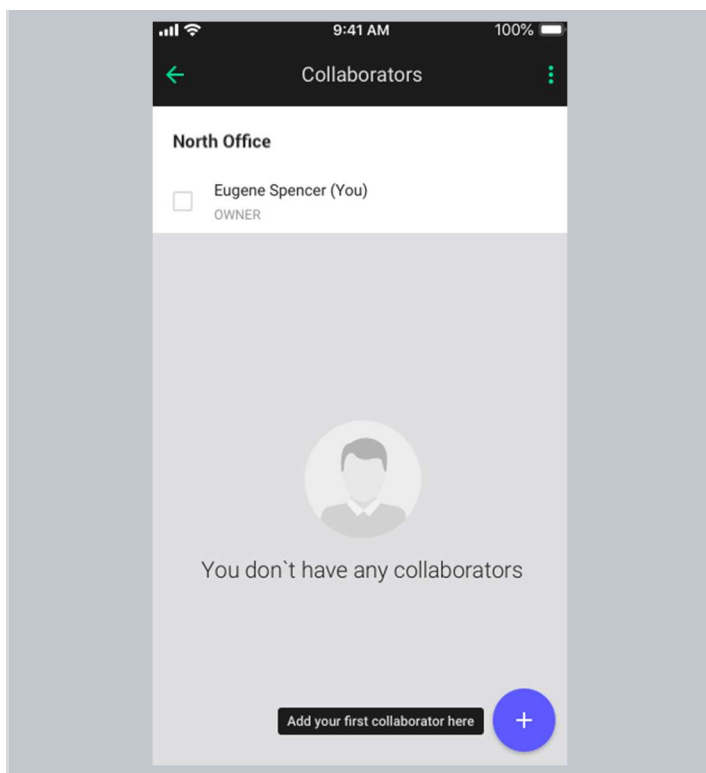 9:41 AM
100%
Collaborators
North Office
Eugene Spencer (You)
OWNER
You don`t have any collaborators
Add your first collaborator here